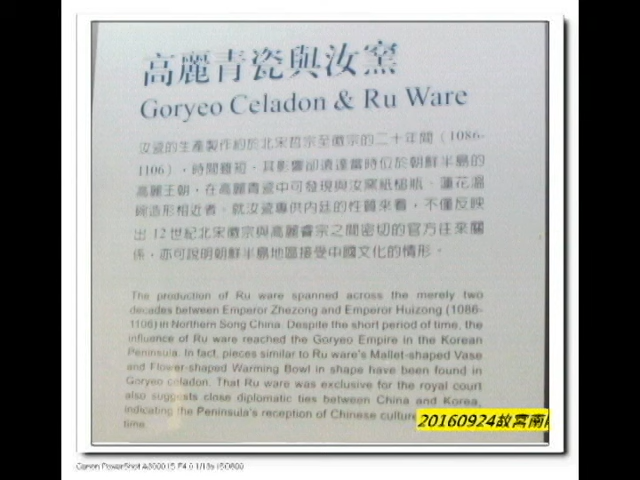 高麗青瓷與汝窯
Goryeo Celadon & Ru Ware
汝瓷的生產製作約於北宋哲宗至徽宗的二十年間（1086-
1106），時間雖短，其影響卻遠達當時位於朝鮮半島的
高麗王朝，在高麗青瓷中可發現與汝窯紙槌瓶、蓮花溫
碗造形相近者。就汝瓷專供內廷的性質來看，不僅反映
出12世紀北宋徽宗與高麗睿宗之間密切的官方往來關
係，亦可說明朝鮮半島地區接受中國文化的情形。
The production of Ru ware spanned across the merely two
decades between Emperor Zhezong and Emperor Huizong (1086-
1106) in Northern Song China. Despite the short period of time, the
influence of Ru ware reached the Goryeo Empire in the Korean
Peninsula. In fact, pieces similar to Ru ware's Mallet-shaped Vase
and Flower-shaped Warming Bowl in shape have been found in
Goryeo celadon. That Ru ware was exclusive for the royal court
also suggests close diplomatic ties between China and Korea,
indicating the Peninsula's reception of Chinese culture
time.
20160924故宮南
Canon PowerShot A3000 IS F4.0 1/13s ISO800